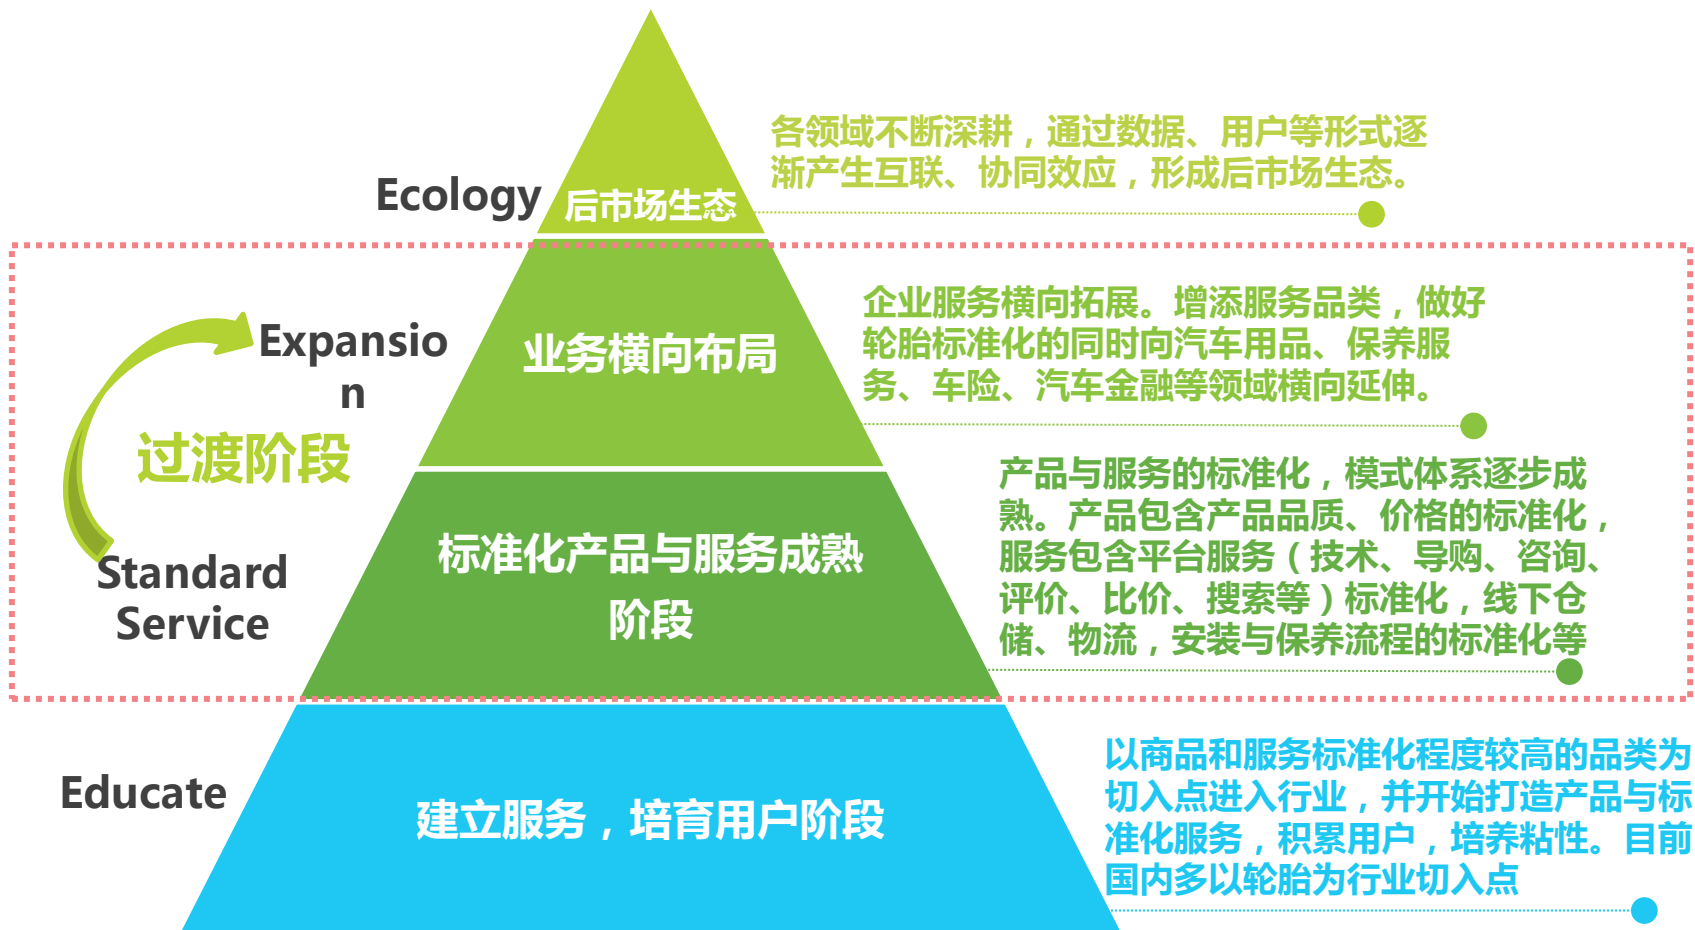 各领域不断深耕，通过数据、用户等形式逐
渐产生互联、协同效应，形成后市场生态。
Ecology
后市场生态
企业服务横向拓展。增添服务品类，做好
轮胎标准化的同时向汽车用品、保养服
务、车险、汽车金融等领域横向延伸。
Expansio
n
业务横向布局
过渡阶段
产品与服务的标准化，模式体系逐步成
熟。产品包含产品品质、价格的标准化，
服务包含平台服务（技术、导购、咨询、
评价、比价、搜索等）标准化，线下仓
储、物流，安装与保养流程的标准化等
标准化产品与服务成熟
阶段
Standard
Service
以商品和服务标准化程度较高的品类为
切入点进入行业，并开始打造产品与标
准化服务，积累用户，培养粘性。目前
国内多以轮胎为行业切入点
Educate
建立服务，培育用户阶段